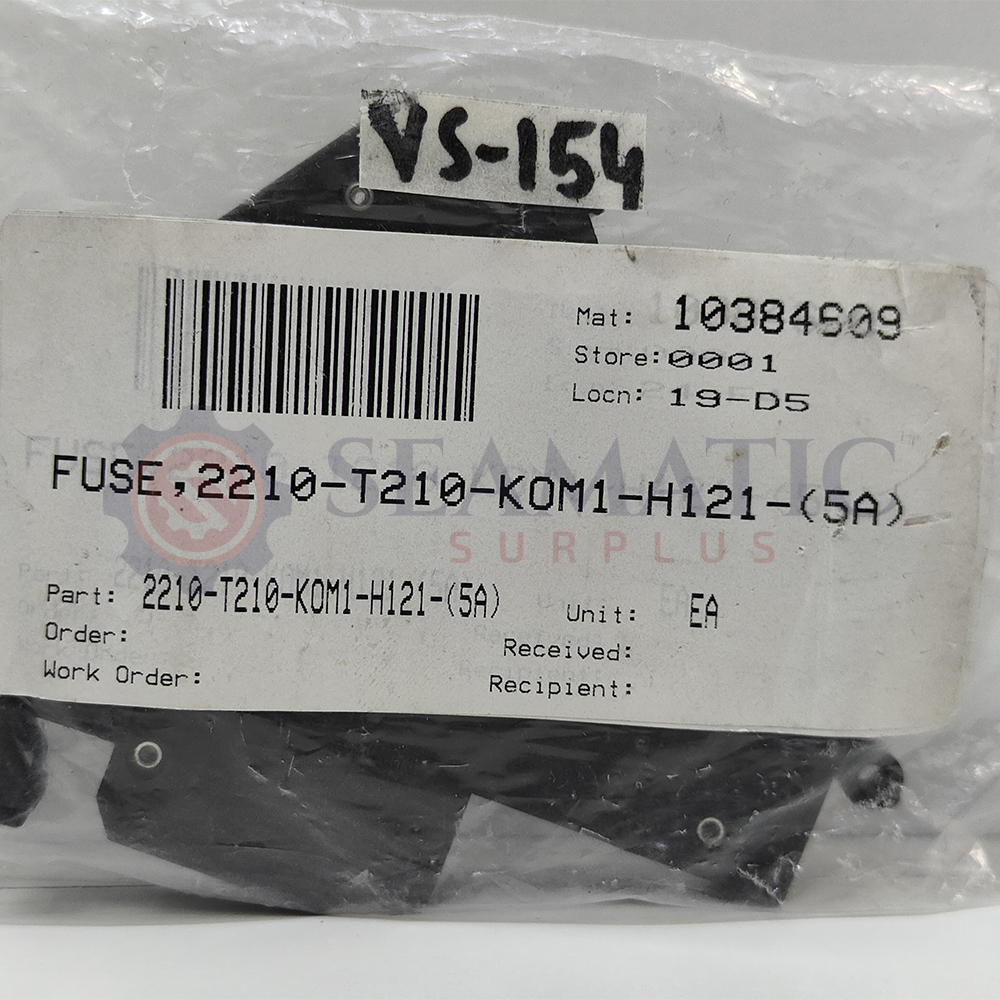 VS-154
Mat: 10384609
Store: 0001
Locn: 19-D5
FUSE,2210-T210-KOM1-H121-(5A)
SEAMATIC
SURPLUS
Part: 2210-T210-KOM1-H121-(5A) Unit: EA
Order:
Received:
Work Order:
Recipient: